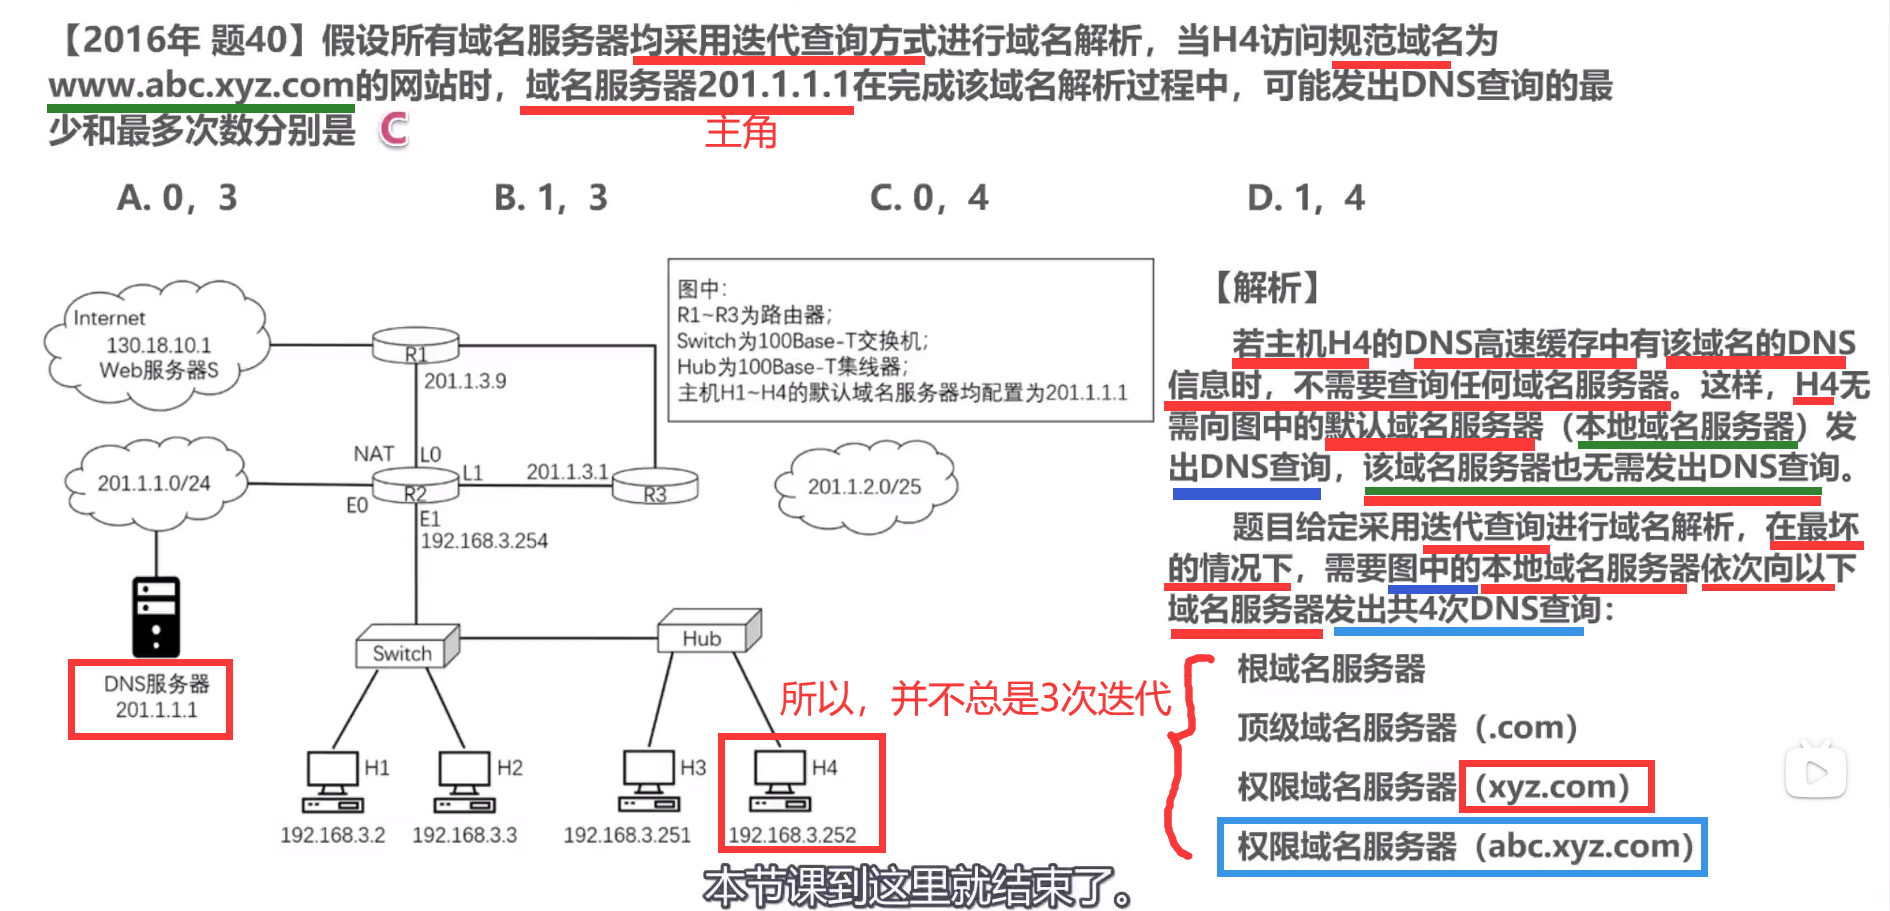 【2016年 题40】假设所有域名服务器均采用迭代查询方式进行域名解析，当H4访问规范域名为
www.abc.xyz.com的网站时，域名服务器201.1.1.1在完成该域名解析过程中，可能发出DNS查询的最
少和最多次数分别是 C
主角
A. 0，3
B. 1，3
C. 0，4
D. 1，4
图中：
R1~R3为路由器；
Switch为100Base-T交换机；
Hub为100Base-T集线器；
主机H1~H4的默认域名服务器均配置为201.1.1.1
Internet
130.18.10.1
Web服务器S
R1
201.1.3.9
NAT
L0
201.1.1.0/24
R2
L1
201.1.3.1
R3
201.1.2.0/25
E0
E1
192.168.3.254
DNS服务器
201.1.1.1
Switch
Hub
H1
H2
H3
H4
192.168.3.2
192.168.3.3
192.168.3.251
192.168.3.252
【解析】
若主机H4的DNS高速缓存中有该域名的DNS
信息时，不需要查询任何域名服务器。这样，H4无
需向图中的默认域名服务器（本地域名服务器）发
出DNS查询，该域名服务器也无需发出DNS查询。
题目给定采用迭代查询进行域名解析，在最坏
的情况下，需要图中的本地域名服务器依次向以下
域名服务器发出共4次DNS查询：
所以，并不总是3次迭代
根域名服务器
顶级域名服务器（.com）
权限域名服务器（xyz.com）
权限域名服务器（abc.xyz.com）
本节课到这里就结束了。